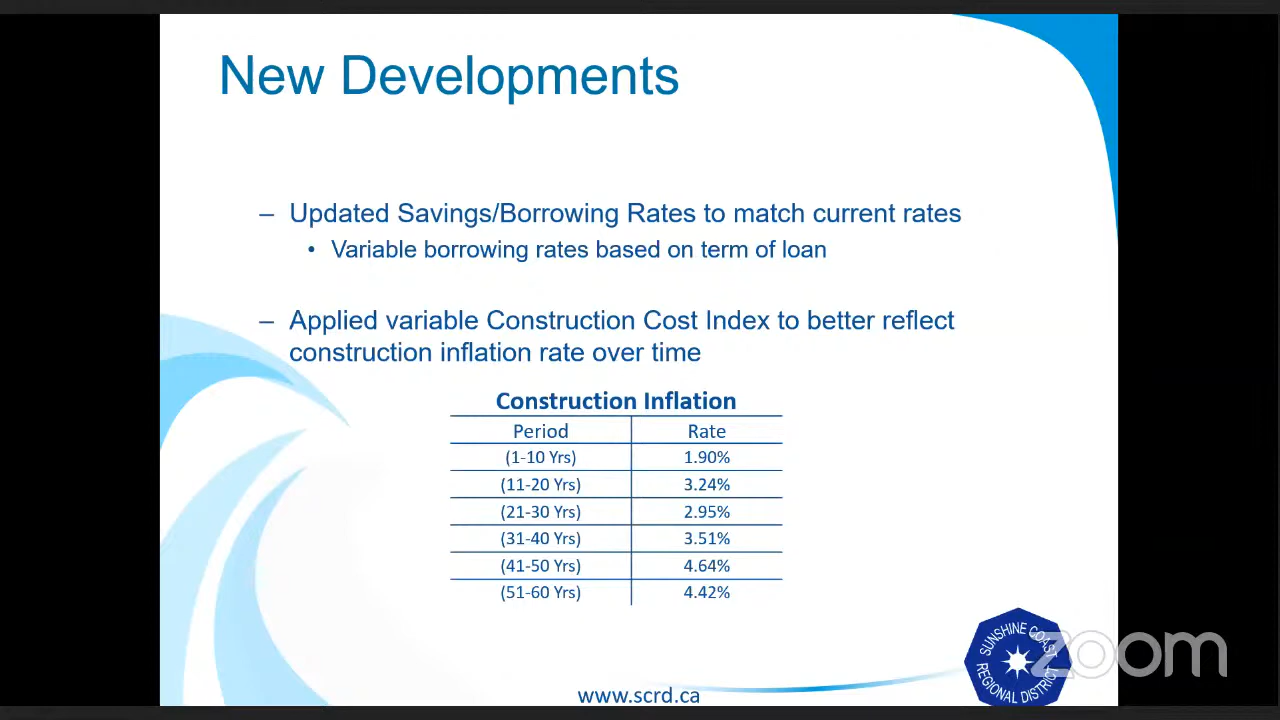 New Developments
– Updated Savings/Borrowing Rates to match current rates
• Variable borrowing rates based on term of loan
– Applied variable Construction Cost Index to better reflect
construction inflation rate over time
Construction Inflation
Period Rate
(1-10 Yrs) 1.90%
(11-20 Yrs) 3.24%
(21-30 Yrs) 2.95%
(31-40 Yrs) 3.51%
(41-50 Yrs) 4.64%
(51-60 Yrs) 4.42%
SUNSHINE COAST
REGIONAL DISTRICT
zoom
www.scrd.ca